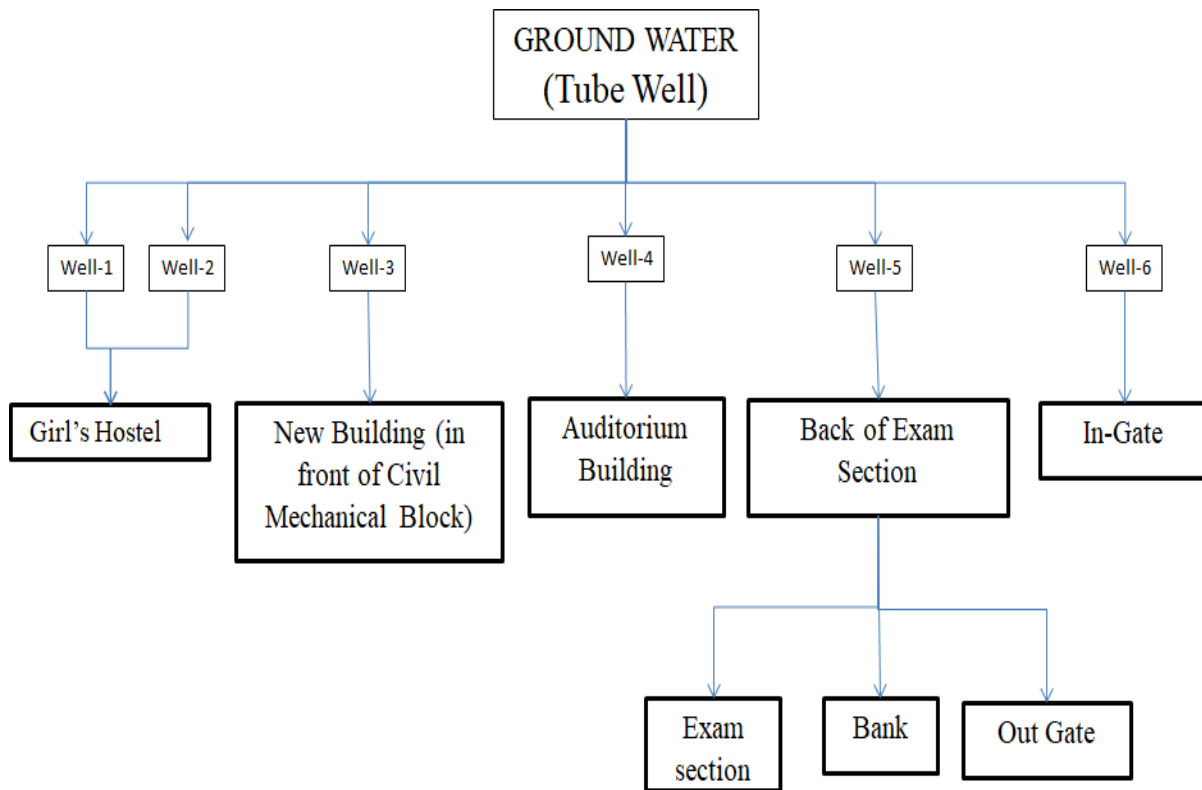 GROUND WATER
(Tube Well)
Well-1
Well-2
Well-3
Well-4
Well-5
Well-6
Girl's Hostel
New Building (in
front of Civil
Mechanical Block)
Auditorium
Building
Back of Exam
Section
In-Gate
Exam
section
Bank
Out Gate